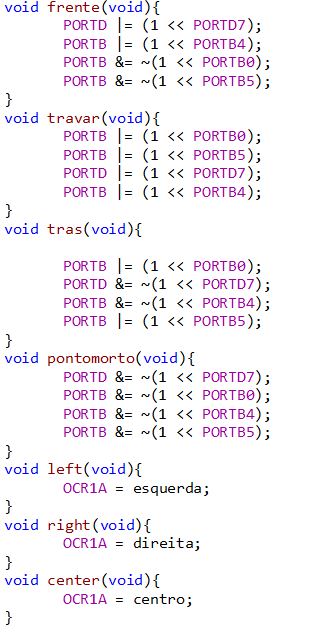 void frente(void){
PORTD |= (1 << PORTD7);
PORTB |= (1 << PORTB4);
PORTB &= ~(1 << PORTB0);
PORTB &= ~(1 << PORTB5);
}
void travar(void){
PORTB |= (1 << PORTB0);
PORTB |= (1 << PORTB5);
PORTD |= (1 << PORTD7);
PORTB |= (1 << PORTB4);
}
void tras(void){
PORTB |= (1 << PORTB0);
PORTD &= ~(1 << PORTD7);
PORTB &= ~(1 << PORTB4);
PORTB |= (1 << PORTB5);
}
void pontomorto(void){
PORTD &= ~(1 << PORTD7);
PORTB &= ~(1 << PORTB0);
PORTB &= ~(1 << PORTB4);
PORTB &= ~(1 << PORTB5);
}
void left(void){
OCR1A = esquerda;
}
void right(void){
OCR1A = direita;
}
void center(void){
OCR1A = centro;
}